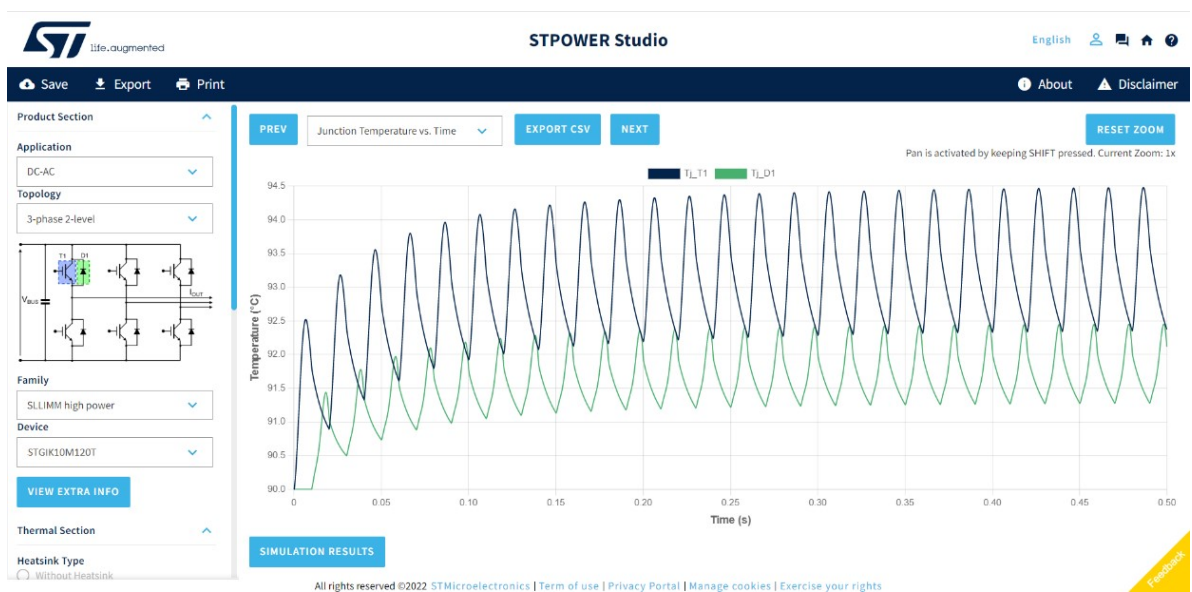 ST life.augmented
STPOWER Studio
English
Save Export Print
About Disclaimer
Product Section
Application
DC-AC
Topology
3-phase 2-level
T1 D1
VBUS
IOUT
Family
SLLIMM high power
Device
STGIK10M120T
VIEW EXTRA INFO
Thermal Section
Heatsink Type
Without Heatsink
PREV Junction Temperature vs. Time EXPORT CSV NEXT RESET ZOOM
Pan is activated by keeping SHIFT pressed. Current Zoom: 1x
Tj_T1 Tj_D1
Temperature (°C)
94.5
94.0
93.5
93.0
92.5
92.0
91.5
91.0
90.5
90.0
0 0.05 0.10 0.15 0.20 0.25 0.30 0.35 0.40 0.45 0.50
Time (s)
SIMULATION RESULTS
Feedback
All rights reserved ©2022 STMicroelectronics | Term of use | Privacy Portal | Manage cookies | Exercise your rights